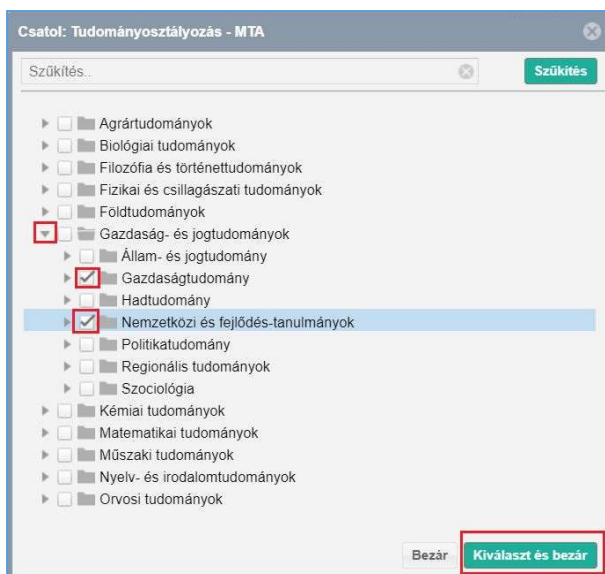 Csatol: Tudományosztályozás - MTA
Szűkítés..
Szűkítés
Agrártudományok
Biológiai tudományok
Filozófia és történettudományok
Fizikai és csillagászati tudományok
Földtudományok
Gazdaság- és jogtudományok
Állam- és jogtudomány
Gazdaságtudomány
Hadtudomány
Nemzetközi és fejlődés-tanulmányok
Politikatudomány
Regionális tudományok
Szociológia
Kémiai tudományok
Matematikai tudományok
Műszaki tudományok
Nyelv- és irodalomtudományok
Orvosi tudományok
Bezár Kiválaszt és bezár